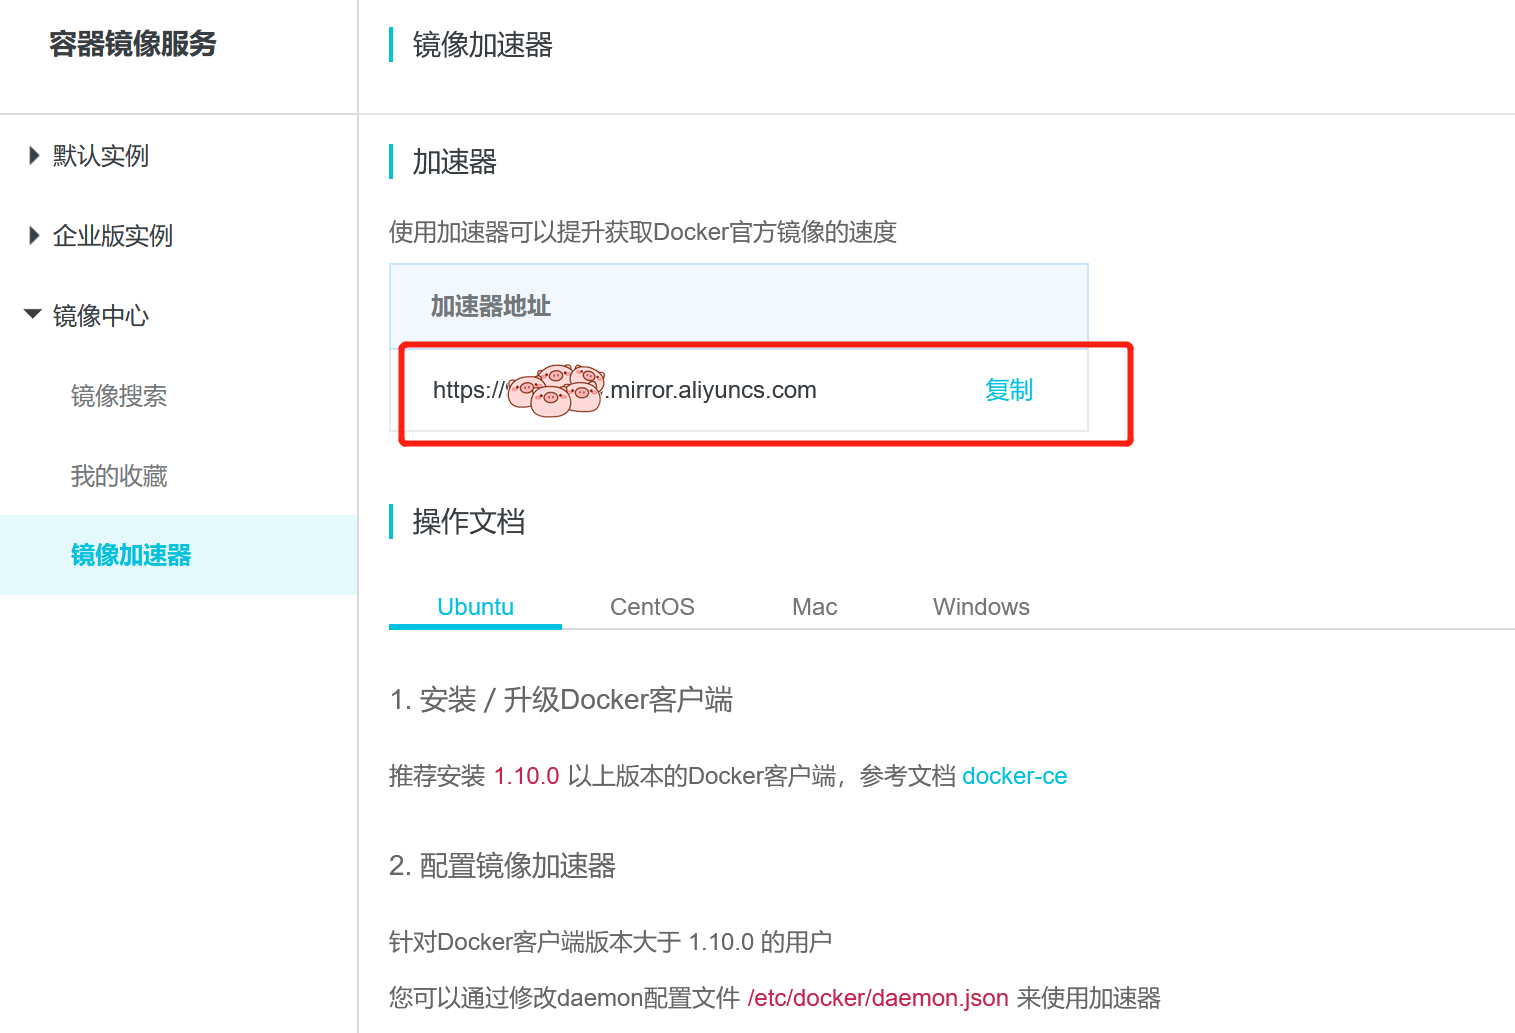 容器镜像服务
默认实例
企业版实例
镜像中心
镜像搜索
我的收藏
镜像加速器
镜像加速器
加速器
使用加速器可以提升获取Docker官方镜像的速度
加速器地址
https:// .mirror.aliyuncs.com 复制
操作文档
Ubuntu CentOS Mac Windows
1. 安装 / 升级Docker客户端
推荐安装 1.10.0 以上版本的Docker客户端，参考文档 docker-ce
2. 配置镜像加速器
针对Docker客户端版本大于 1.10.0 的用户
您可以通过修改daemon配置文件 /etc/docker/daemon.json 来使用加速器